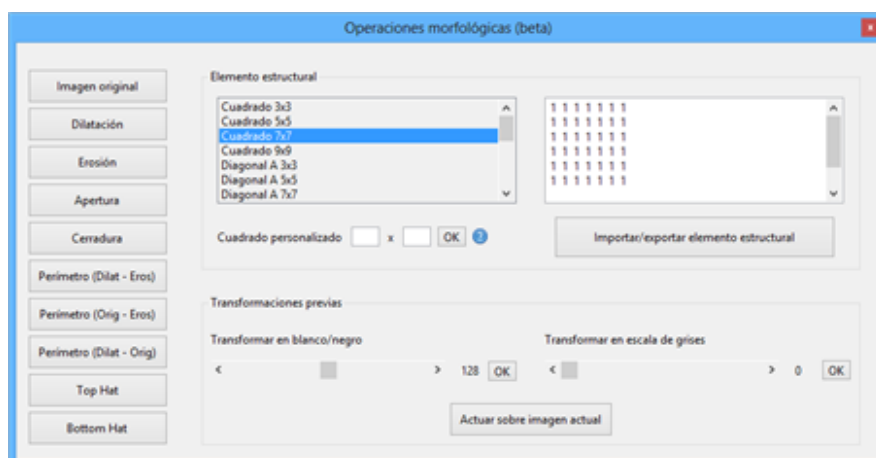 Operaciones morfológicas (beta)
Imagen original
Dilatación
Erosión
Apertura
Cerradura
Perímetro (Dilat - Eros)
Perímetro (Orig - Eros)
Perímetro (Dilat - Orig)
Top Hat
Bottom Hat
Elemento estructural
Cuadrado 3x3
Cuadrado 5x5
Cuadrado 7x7
Cuadrado 9x9
Diagonal A 3x3
Diagonal A 5x5
Diagonal A 7x7
1 1 1 1 1 1 1
1 1 1 1 1 1 1
1 1 1 1 1 1 1
1 1 1 1 1 1 1
1 1 1 1 1 1 1
1 1 1 1 1 1 1
Cuadrado personalizado x OK ?
Importar/exportar elemento estructural
Transformaciones previas
Transformar en blanco/negro
< > 128 OK
Transformar en escala de grises
< > 0 OK
Actuar sobre imagen actual